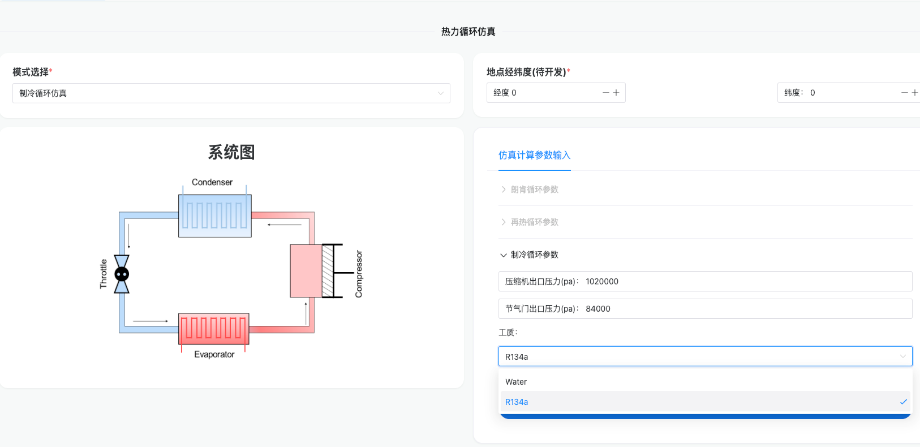 热力循环仿真
模式选择*
制冷循环仿真
地点经纬度(待开发)*
经度 0
纬度: 0
系统图
Condenser
Throttle
Compressor
Evaporator
仿真计算参数输入
郎肯循环参数
再热循环参数
制冷循环参数
压缩机出口压力(pa): 1020000
节气门出口压力(pa): 84000
工质:
R134a
Water
R134a